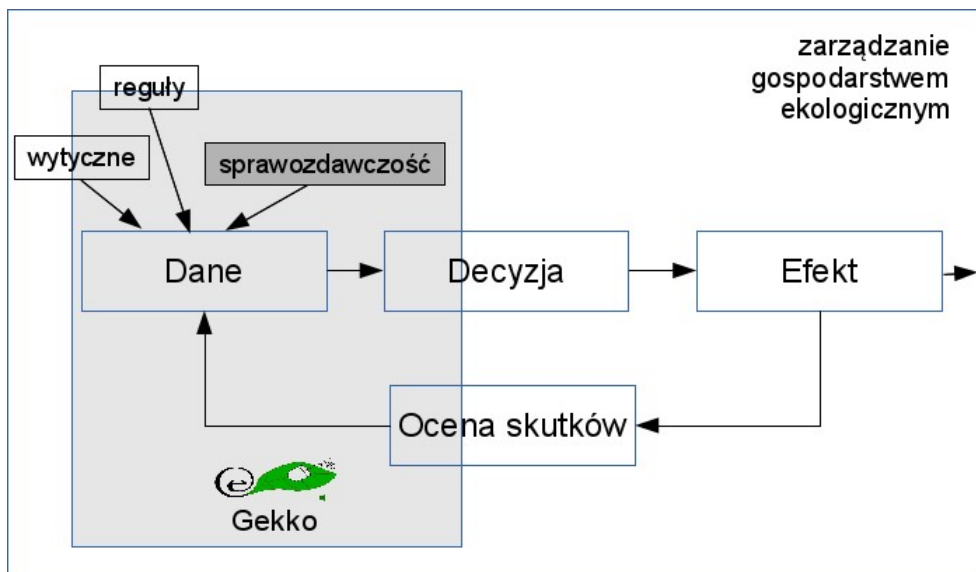 zarządzanie
gospodarstwem
ekologicznym
reguły
wytyczne
sprawozdawczość
Dane
Decyzja
Efekt
Ocena skutków
e
Gekko